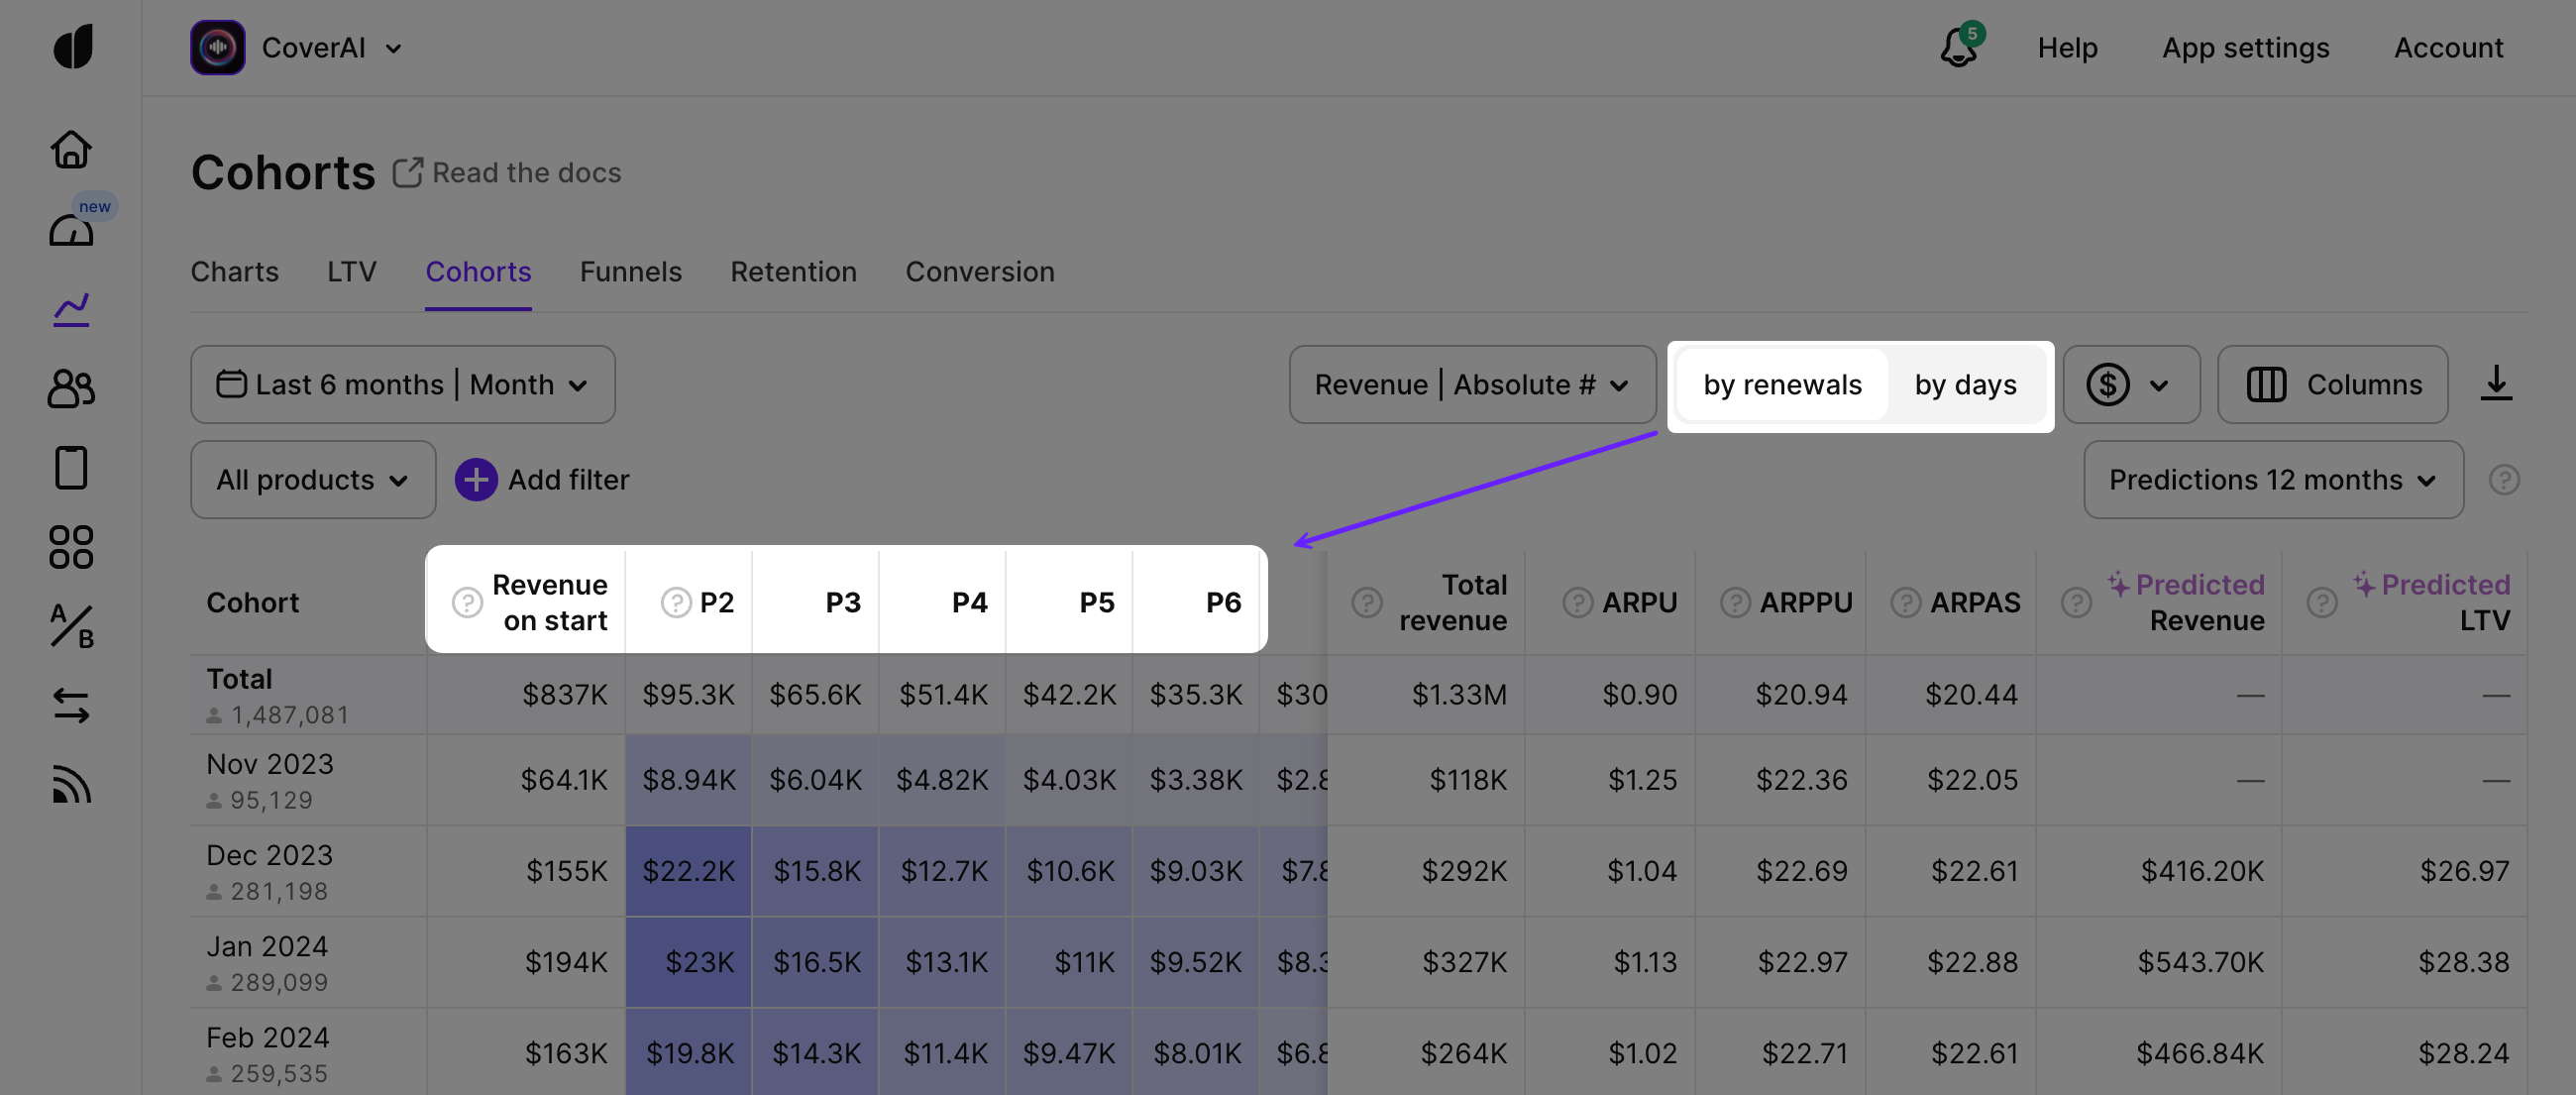 CoverAI
5
Help
App settings
Account
Cohorts
Read the docs
new
Charts
LTV
Cohorts
Funnels
Retention
Conversion
Last 6 months | Month
Revenue | Absolute #
by renewals
by days
$
Columns
All products
+ Add filter
Predictions 12 months
?
A/B
Cohort ? Revenue on start ? P2 P3 P4 P5 P6 ? Total revenue ? ARPU ? ARPPU ? ARPAS ? Predicted Revenue ? Predicted LTV
Total $837K $95.3K $65.6K $51.4K $42.2K $35.3K $30 $1.33M $0.90 $20.94 $20.44 — —
1,487,081
Nov 2023 $64.1K $8.94K $6.04K $4.82K $4.03K $3.38K $2.8 $118K $1.25 $22.36 $22.05 — —
95,129
Dec 2023 $155K $22.2K $15.8K $12.7K $10.6K $9.03K $7.8 $292K $1.04 $22.69 $22.61 $416.20K $26.97
281,198
Jan 2024 $194K $23K $16.5K $13.1K $11K $9.52K $8.3 $327K $1.13 $22.97 $22.88 $543.70K $28.38
289,099
Feb 2024 $163K $19.8K $14.3K $11.4K $9.47K $8.01K $6.8 $264K $1.02 $22.71 $22.61 $466.84K $28.24
259,535